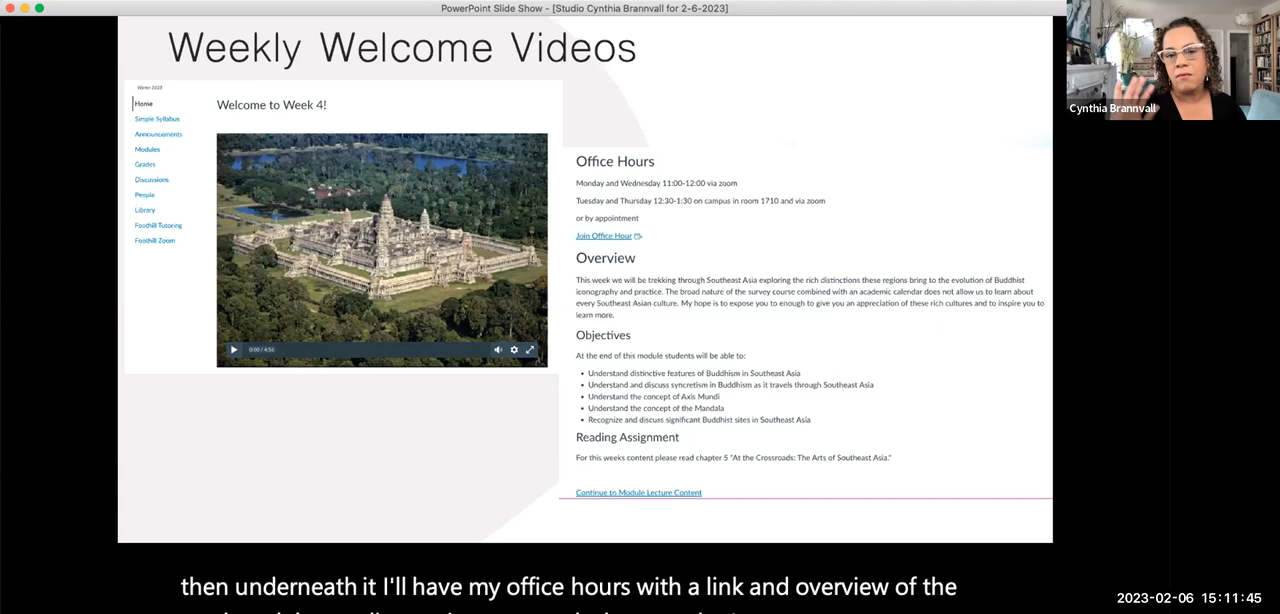 PowerPoint Slide Show - [Studio Cynthia Brannvall for 2-6-2023]
Weekly Welcome Videos
Winter 2023
Home
Simple Syllabus
Announcements
Modules
Grades
Discussions
People
Library
Foothill Tutoring
Foothill Zoom
Welcome to Week 4!
0:00 / 4:56
Office Hours
Monday and Wednesday 11:00-12:00 via zoom
Tuesday and Thursday 12:30-1:30 on campus in room 1710 and via zoom
or by appointment
Join Office Hour
Overview
This week we will be trekking through Southeast Asia exploring the rich distinctions these regions bring to the evolution of Buddhist
iconography and practice. The broad nature of the survey course combined with an academic calendar does not allow us to learn about
every Southeast Asian culture. My hope is to expose you to enough to give you an appreciation of these rich cultures and to inspire you to
learn more.
Objectives
At the end of this module students will be able to:
• Understand distinctive features of Buddhism in Southeast Asia
• Understand and discuss syncretism in Buddhism as it travels through Southeast Asia
• Understand the concept of Axis Mundi
• Understand the concept of the Mandala
• Recognize and discuss significant Buddhist sites in Southeast Asia
Reading Assignment
For this weeks content please read chapter 5 "At the Crossroads: The Arts of Southeast Asia."
Continue to Module Lecture Content
Cynthia Brannvall
then underneath it I'll have my office hours with a link and overview of the
2023-02-06 15:11:45